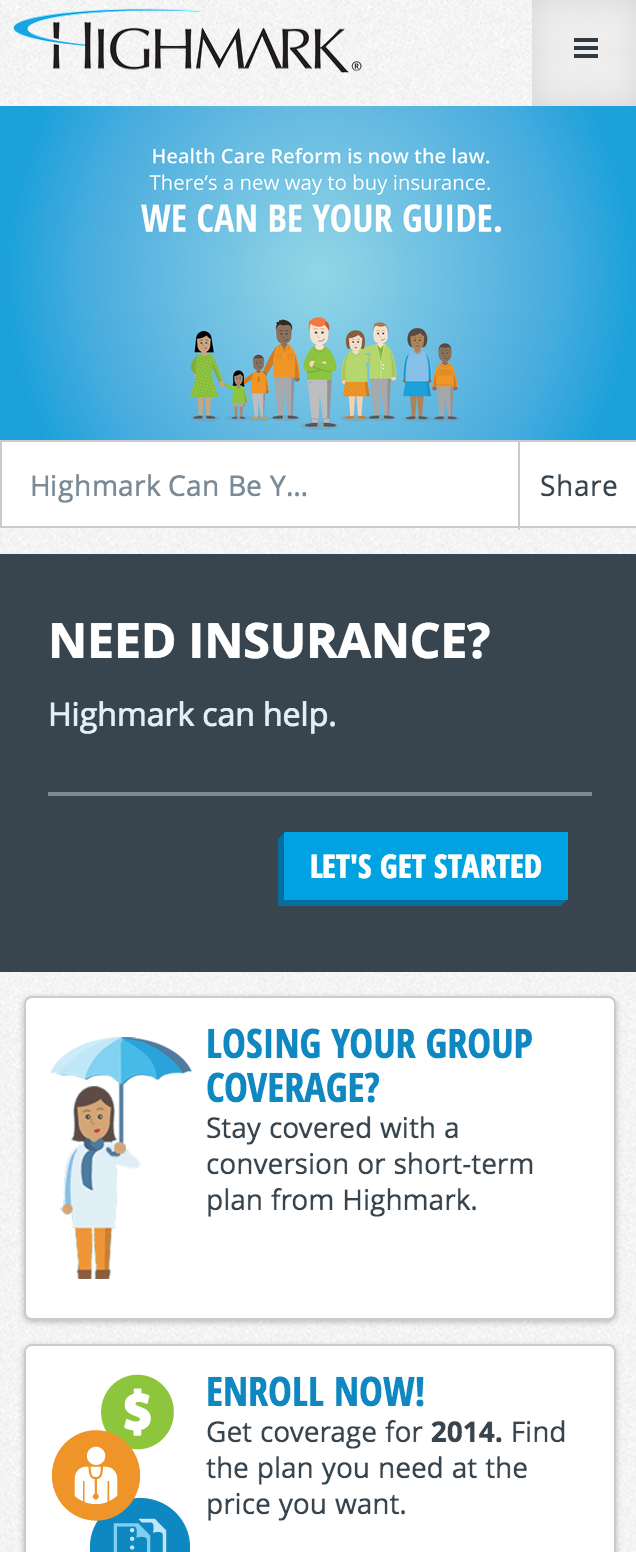 HIGHMARK®
Health Care Reform is now the law.
There's a new way to buy insurance.
WE CAN BE YOUR GUIDE.
Highmark Can Be Y...
Share
NEED INSURANCE?
Highmark can help.
LET'S GET STARTED
LOSING YOUR GROUP
COVERAGE?
Stay covered with a
conversion or short-term
plan from Highmark.
$
ENROLL NOW!
Get coverage for 2014. Find
the plan you need at the
price you want.